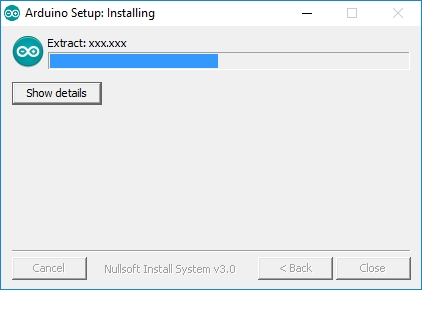 Arduino Setup: Installing
Extract: xxx.xxx
Show details
Cancel
Nullsoft Install System v3.0
< Back
Close